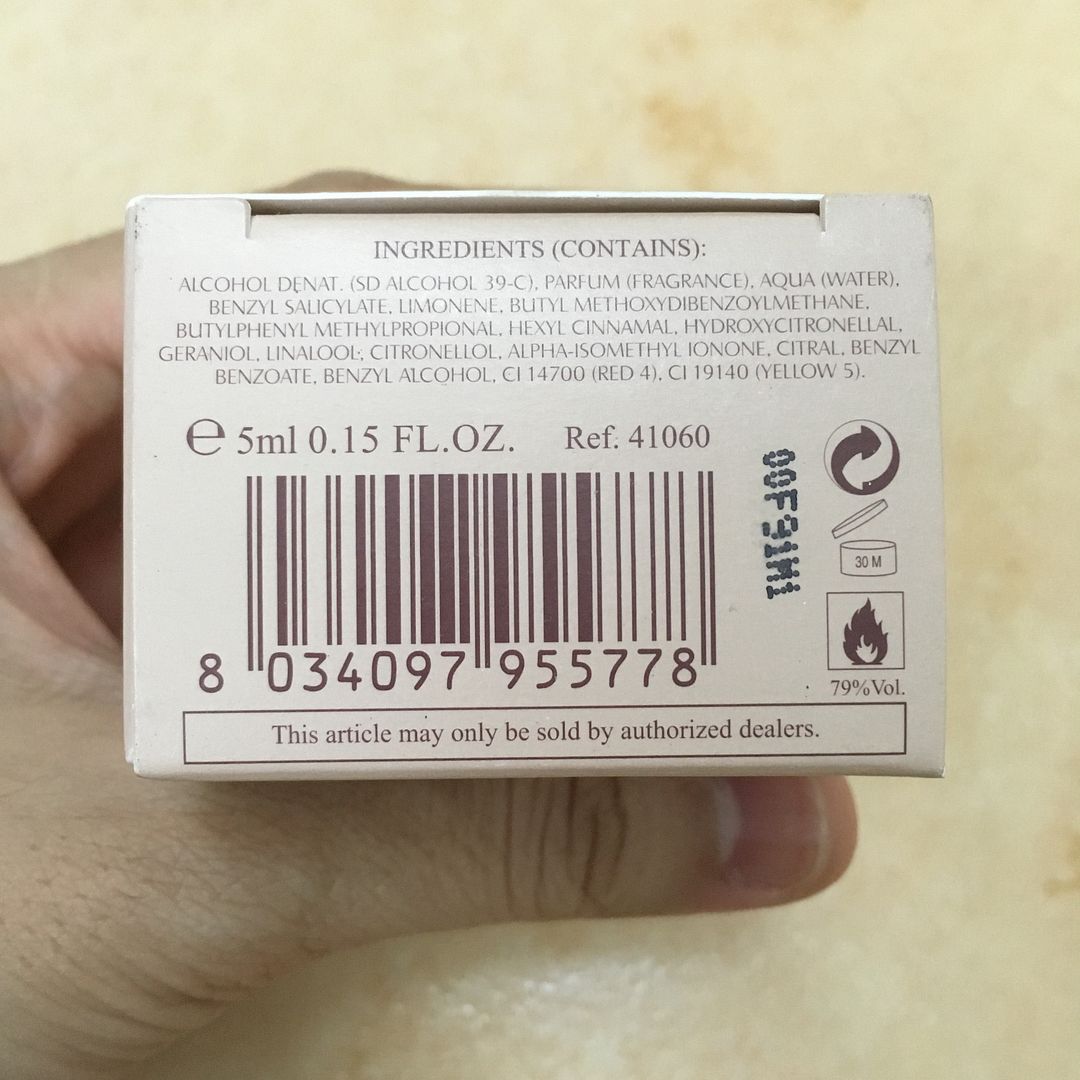 INGREDIENTS (CONTAINS):
ALCOHOL DENAT. (SD ALCOHOL 39-C), PARFUM (FRAGRANCE), AQUA (WATER),
BENZYL SALICYLATE, LIMONENE, BUTYL METHOXYDIBENZOYLMETHANE,
BUTYLPHENYL METHYLPROPIONAL, HEXYL CINNAMAL, HYDROXYCITRONELLAL,
GERANIOL, LINALOOL; CITRONELLOL, ALPHA-ISOMETHYL IONONE, CITRAL, BENZYL
BENZOATE, BENZYL ALCOHOL, CI 14700 (RED 4), CI 19140 (YELLOW 5).
℮ 5ml 0.15 FL.OZ. Ref. 41060
30 M
79%Vol.
8 034097 955778
This article may only be sold by authorized dealers.